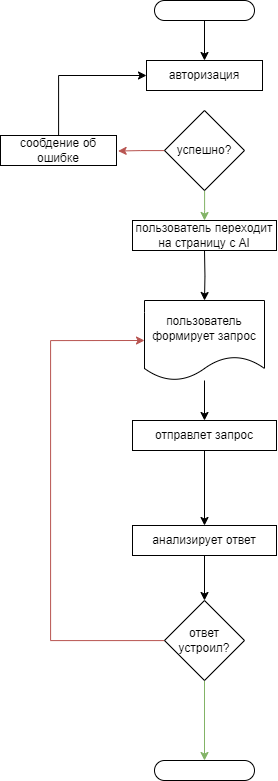 авторизация
успешно?
сообдение об
ошибке
пользователь переходит
на страницу с AI
пользователь
формирует запрос
отправлет запрос
анализирует ответ
ответ
устроил?